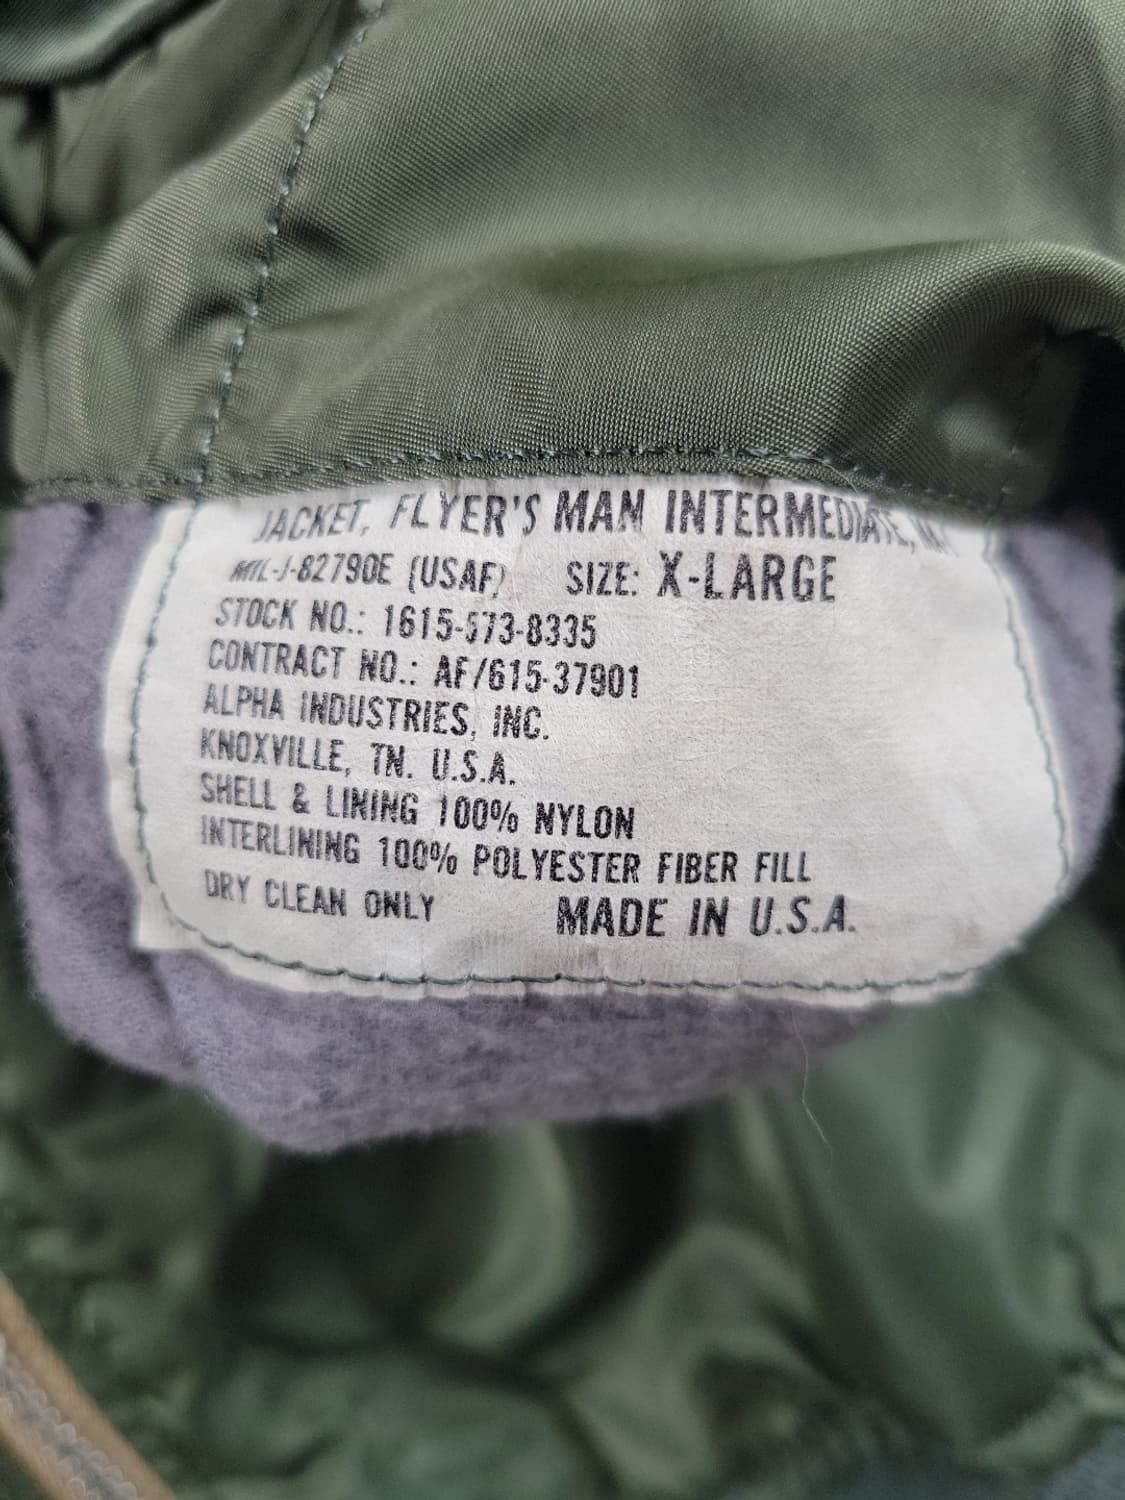 JACKET, FLYER'S MAN INTERMEDIATE,
MIL-J-82790E (USAF) SIZE: X-LARGE
STOCK NO.: 1615-573-8335
CONTRACT NO.: AF/615-37901
ALPHA INDUSTRIES, INC.
KNOXVILLE, TN. U.S.A.
SHELL & LINING 100% NYLON
INTERLINING 100% POLYESTER FIBER FILL
DRY CLEAN ONLY MADE IN U.S.A.